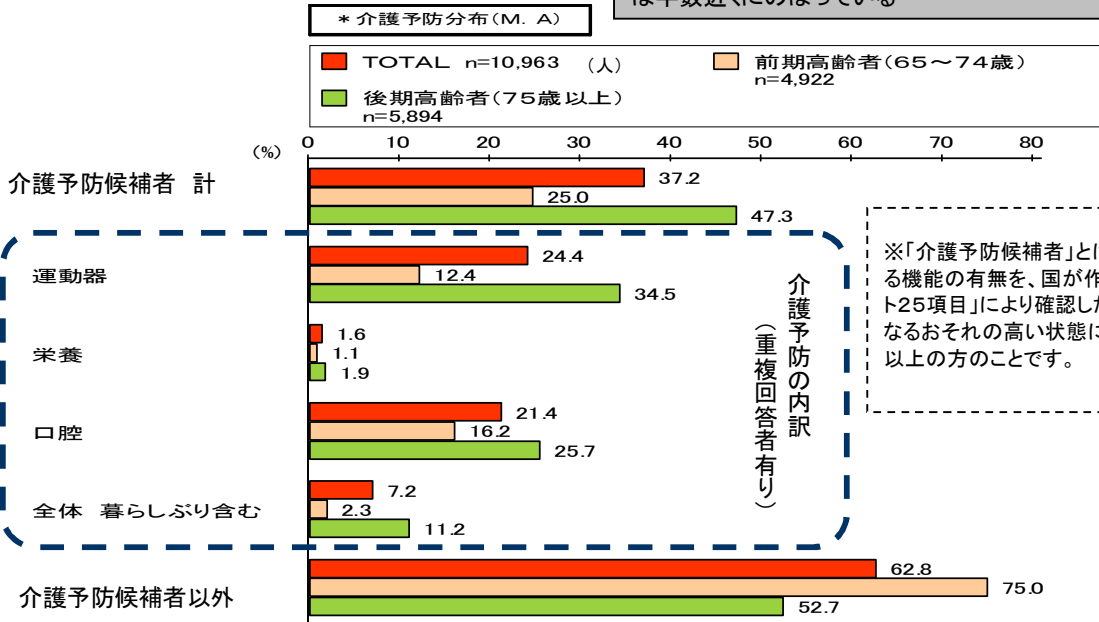 は半数近くにのぼっている
*介護予防分布(M. A)
TOTAL n=10,963 (人)
前期高齢者(65~74歳)
n=4,922
後期高齢者(75歳以上)
n=5,894
(%)
0 10 20 30 40 50 60 70 80
介護予防候補者 計
37.2
25.0
47.3
運動器
24.4
12.4
34.5
栄養
1.6
1.1
1.9
口腔
21.4
16.2
25.7
全体 暮らしぶり含む
7.2
2.3
11.2
介護予防の内訳
(重複回答者有り)
介護予防候補者以外
62.8
75.0
52.7
※「介護予防候補者」と
る機能の有無を、国が作
ト25項目」により確認し
なるおそれの高い状態に
以上の方のことです。